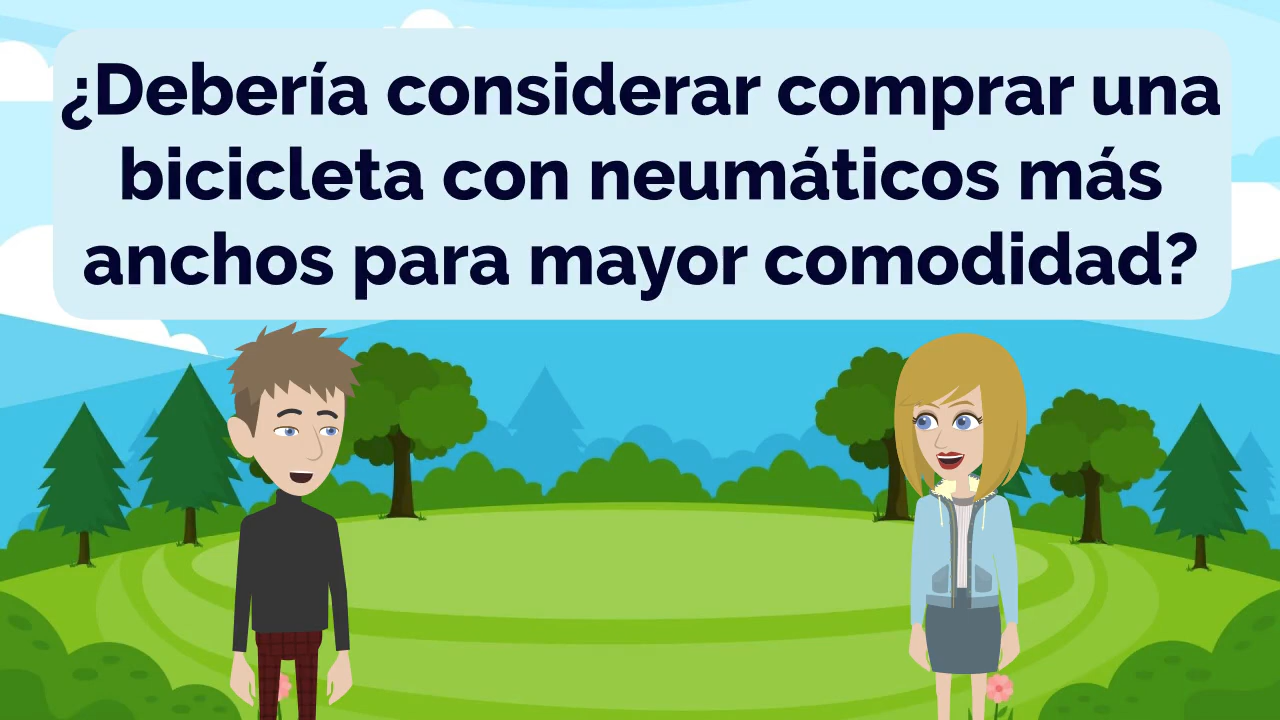 ¿Debería considerar comprar una
bicicleta con neumáticos más
anchos para mayor comodidad?